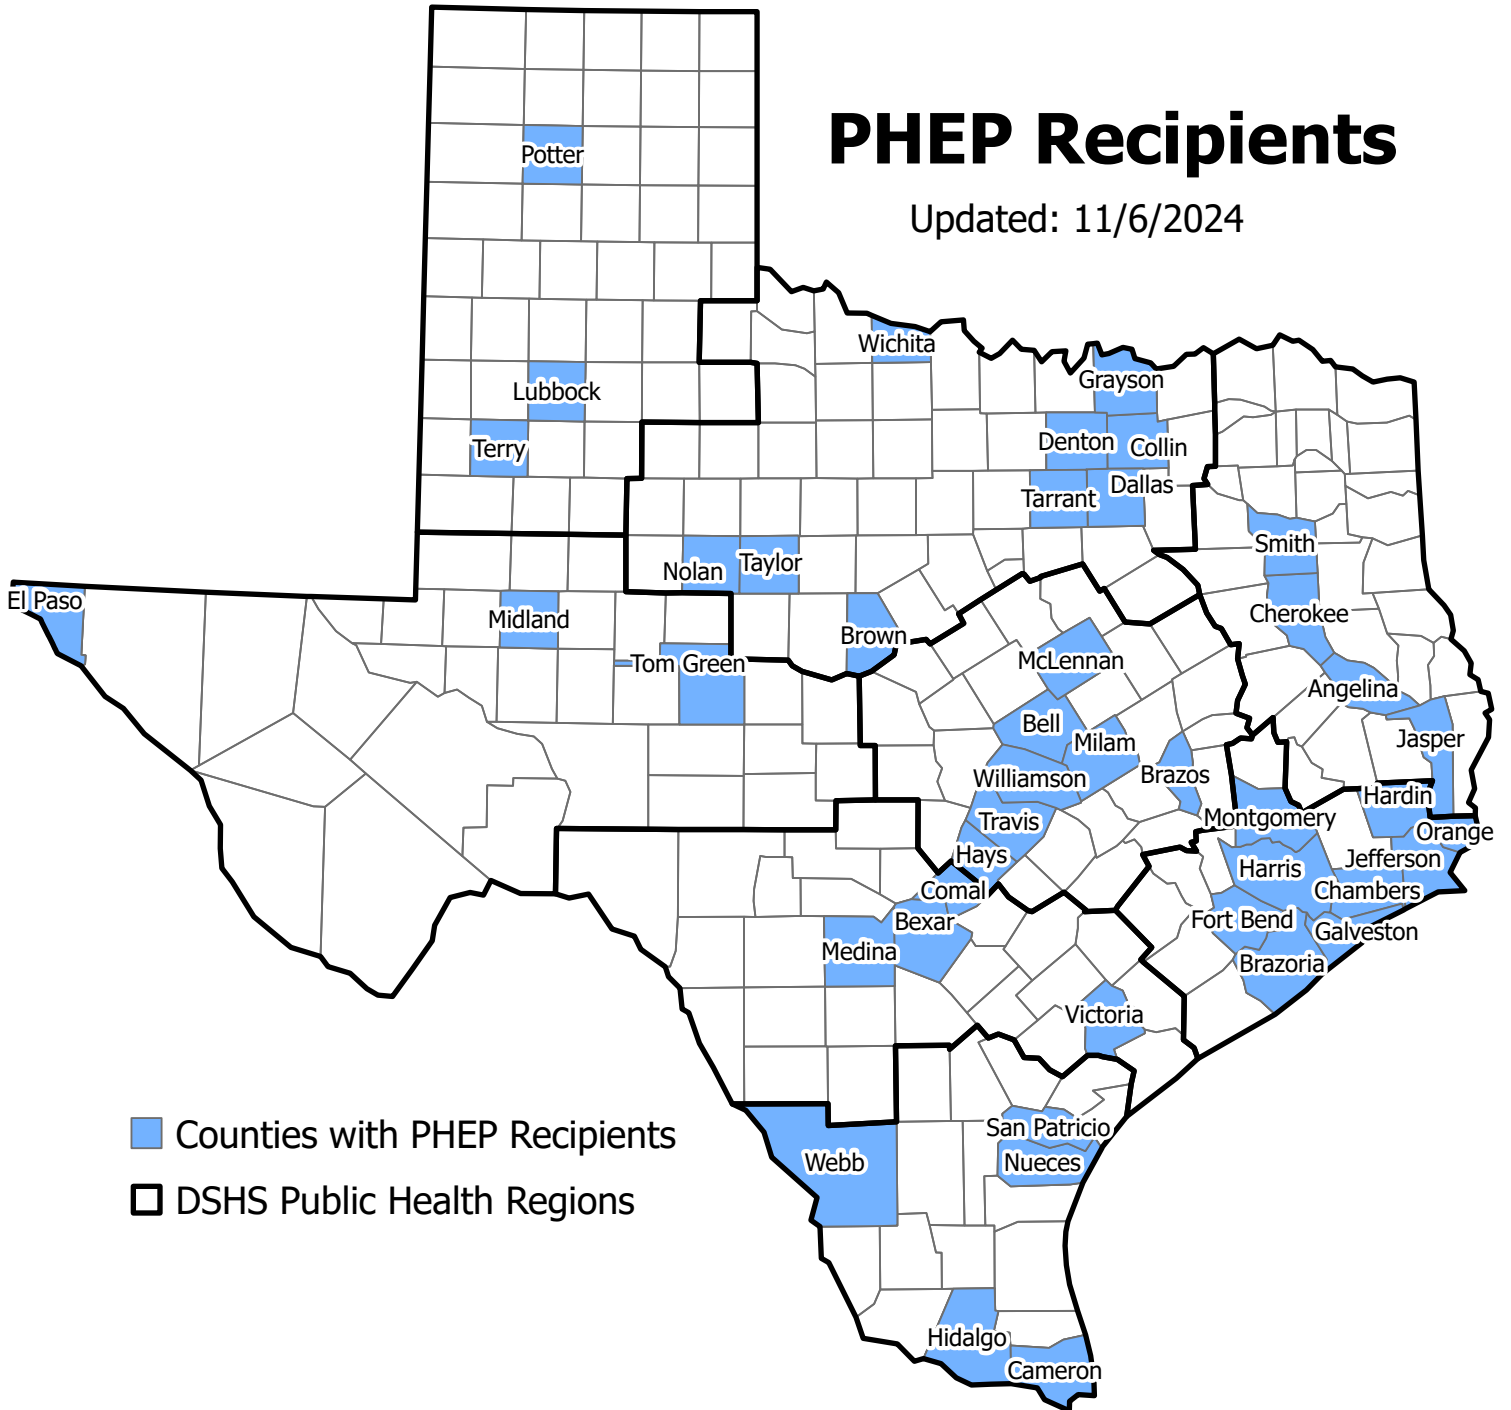 PHEP Recipients
Updated: 11/6/2024
Potter
Wichita
Grayson
Lubbock
Denton
Collin
Terry
Dallas
Tarrant
Smith
Nolan
Taylor
El Paso
Midland
Cherokee
Brown
Tom Green
McLennan
Angelina
Bell
Milam
Jasper
Williamson
Brazos
Hardin
Montgomery
Travis
Orange
Hays
Jefferson
Harris
Comal
Chambers
Bexar
Fort Bend
Galveston
Medina
Brazoria
Victoria
San Patricio
Counties with PHEP Recipients
Webb
Nueces
DSHS Public Health Regions
Hidalgo
Cameron